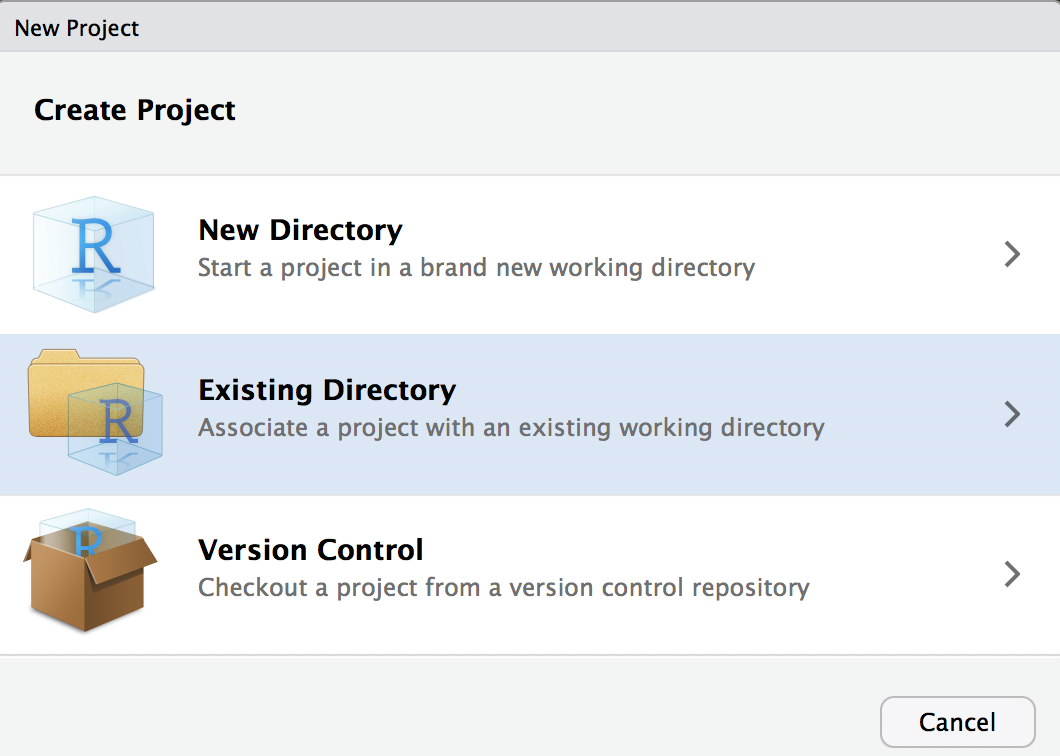 New Project
Create Project
R
New Directory
Start a project in a brand new working directory
R
Existing Directory
Associate a project with an existing working directory
R
Version Control
Checkout a project from a version control repository
Cancel